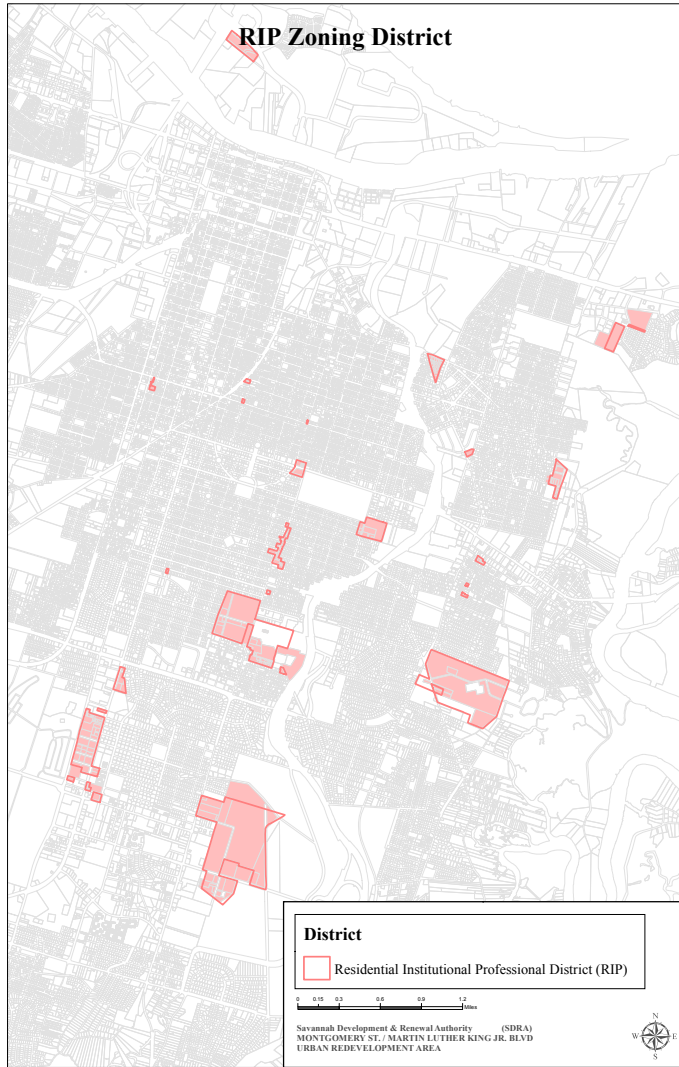 RIP Zoning District
District
Residential Institutional Professional District (RIP)
0 0.15 0.3 0.6 0.9 1.2
Miles
Savannah Development & Renewal Authority (SDRA)
MONTGOMERY ST. / MARTIN LUTHER KING JR. BLVD
URBAN REDEVELOPMENT AREA
N
W E
S